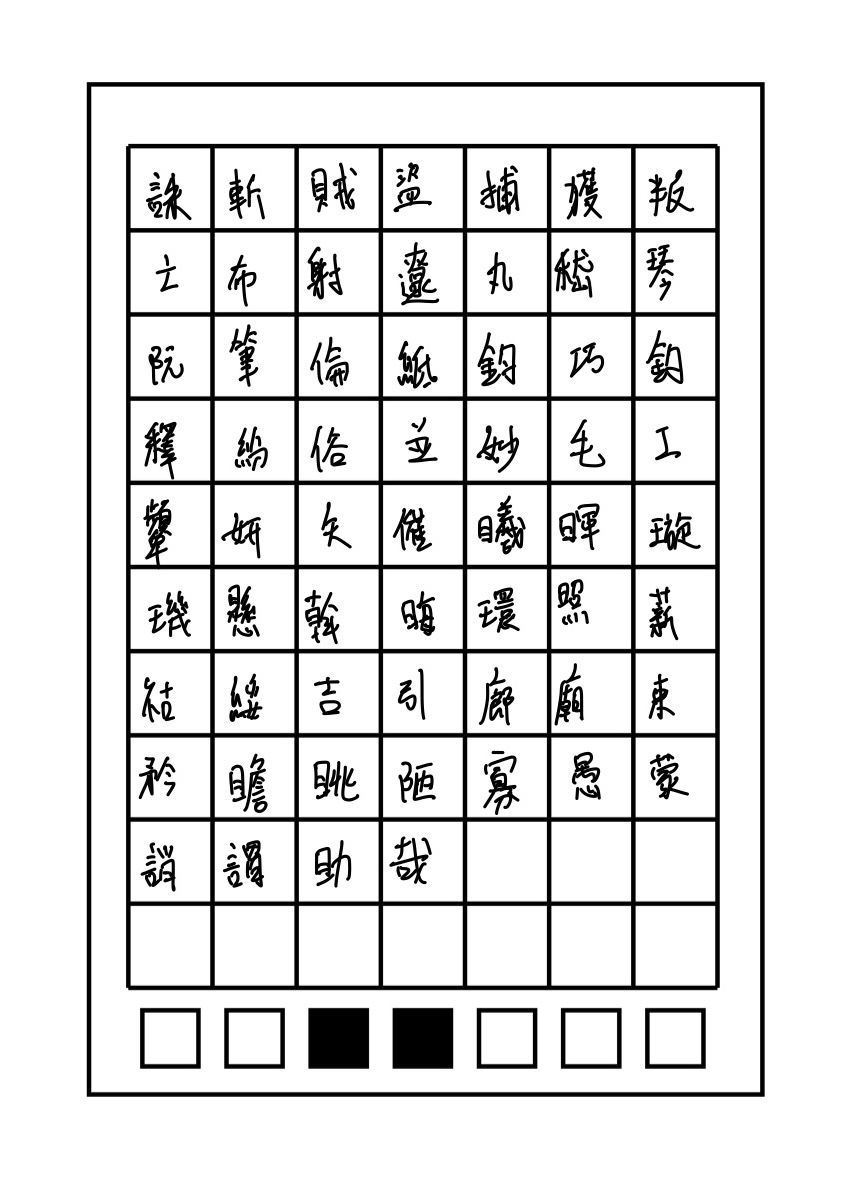 誅斬賊盜捕獲叛
亡布射遼丸嵇琴
阮筆倫紙鈞巧釣
釋紛俗並妙毛工
顰妍矢催曦暉璇
璣懸斡晦環照薪
祜綏吉引廊廟束
矜瞻眺陋寡愚蒙
誚謂助哉